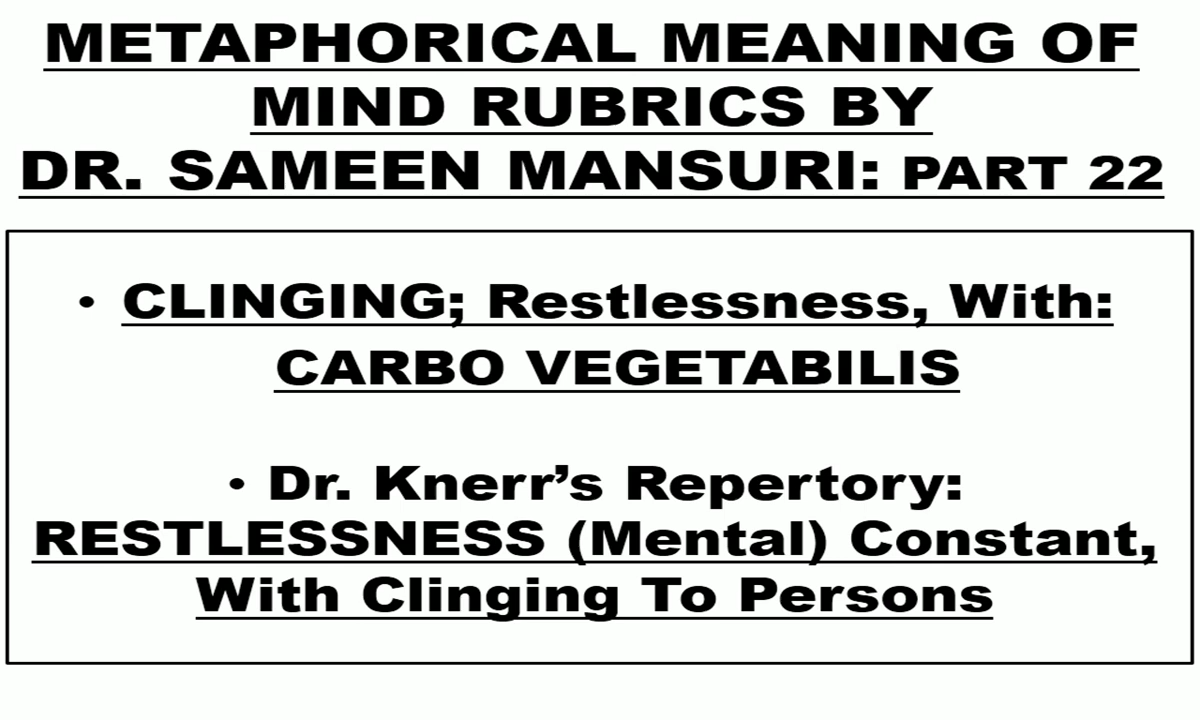 METAPHORICAL MEANING OF
MIND RUBRICS BY
DR. SAMEEN MANSURI: PART 22
• CLINGING; Restlessness, With:
CARBO VEGETABILIS
• Dr. Knerr’s Repertory:
RESTLESSNESS (Mental) Constant,
With Clinging To Persons